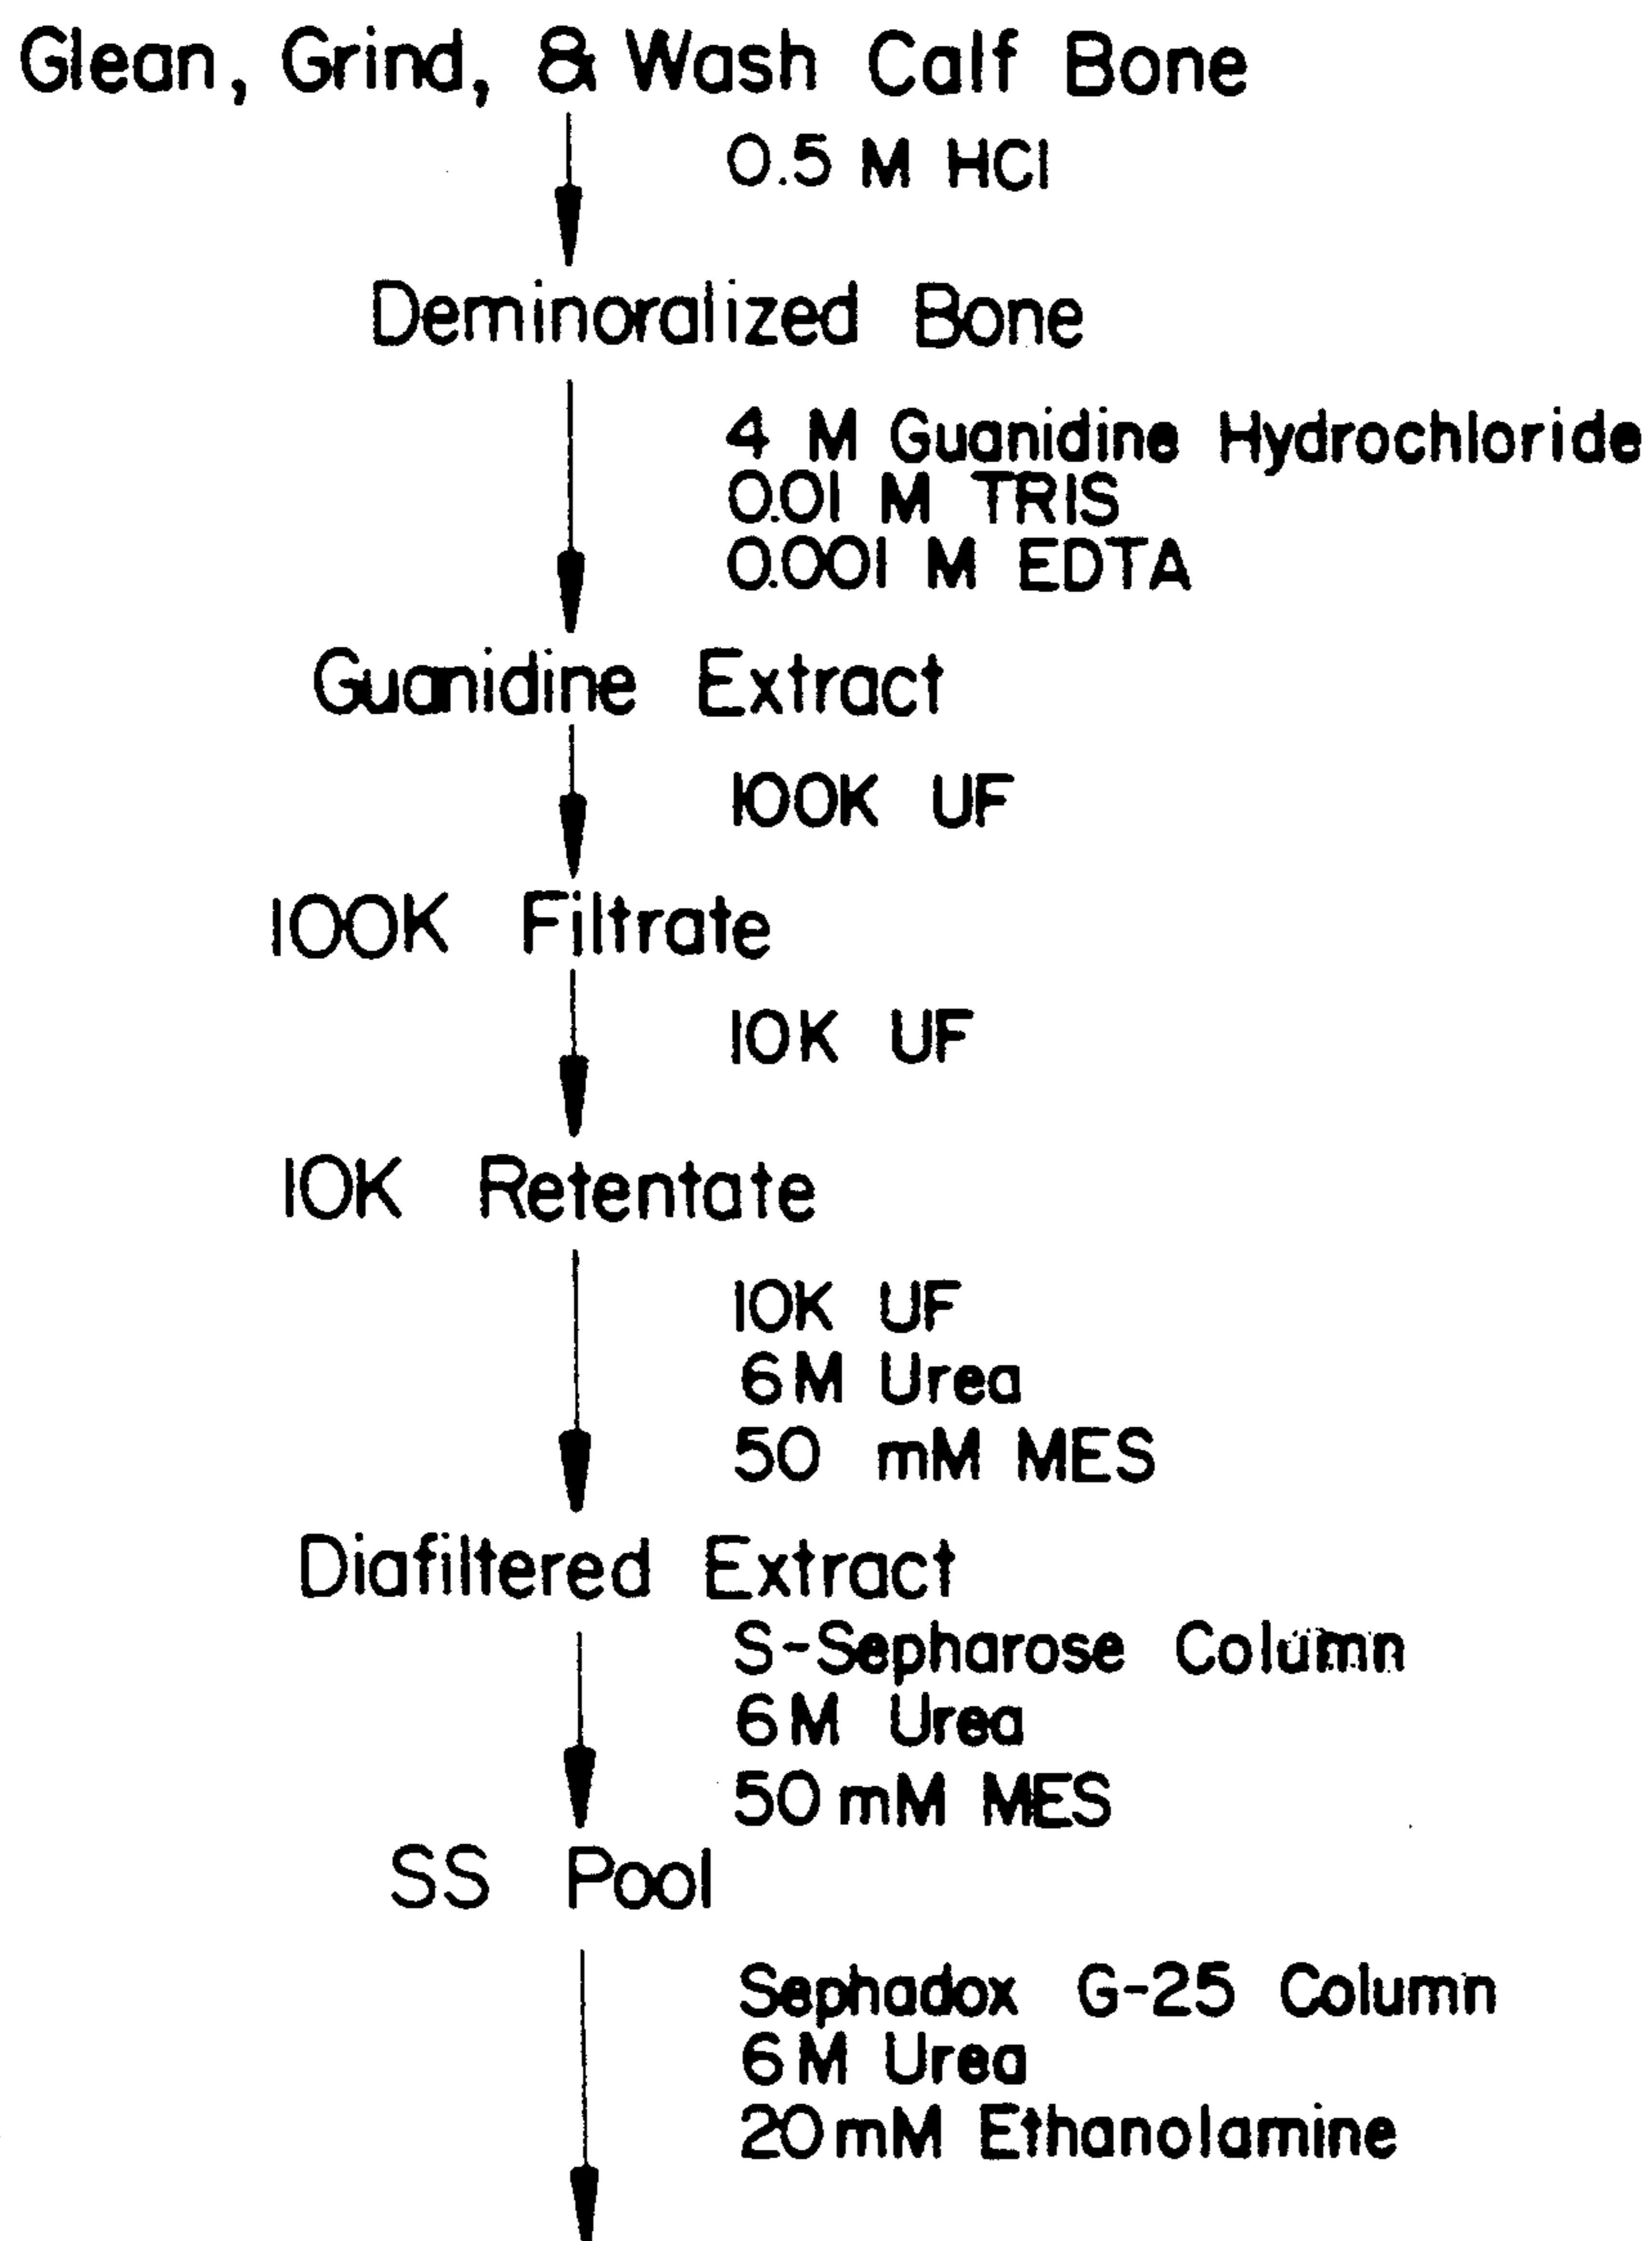 Glean, Grind, & Wash Calf Bone
0.5 M HCl
Deminoralized Bone
4 M Guanidine Hydrochloride
0.01 M TRIS
0.001 M EDTA
Guanidine Extract
100K UF
100K Filtrate
10K UF
10K Retentate
10K UF
6M Urea
50 mM MES
Diafiltered Extract
S-Sepharose Column
6M Urea
50 mM MES
SS Pool
Sephadox G-25 Column
6M Urea
20mM Ethanolamine